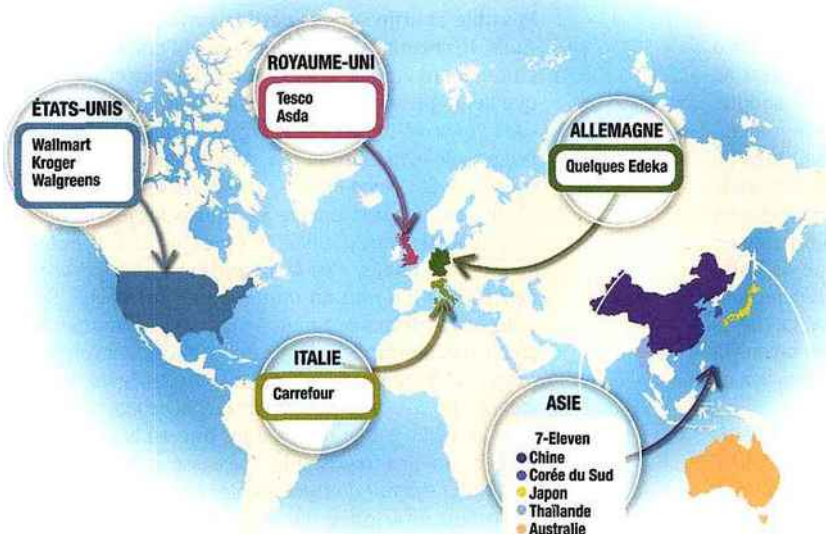 ÉTATS-UNIS
Wallmart
Kroger
Walgreens
ROYAUME-UNI
Tesco
Asda
ALLEMAGNE
Quelques Edeka
ITALIE
Carrefour
ASIE
7-Eleven
Chine
Corée du Sud
Japon
Thaïlande
Australie